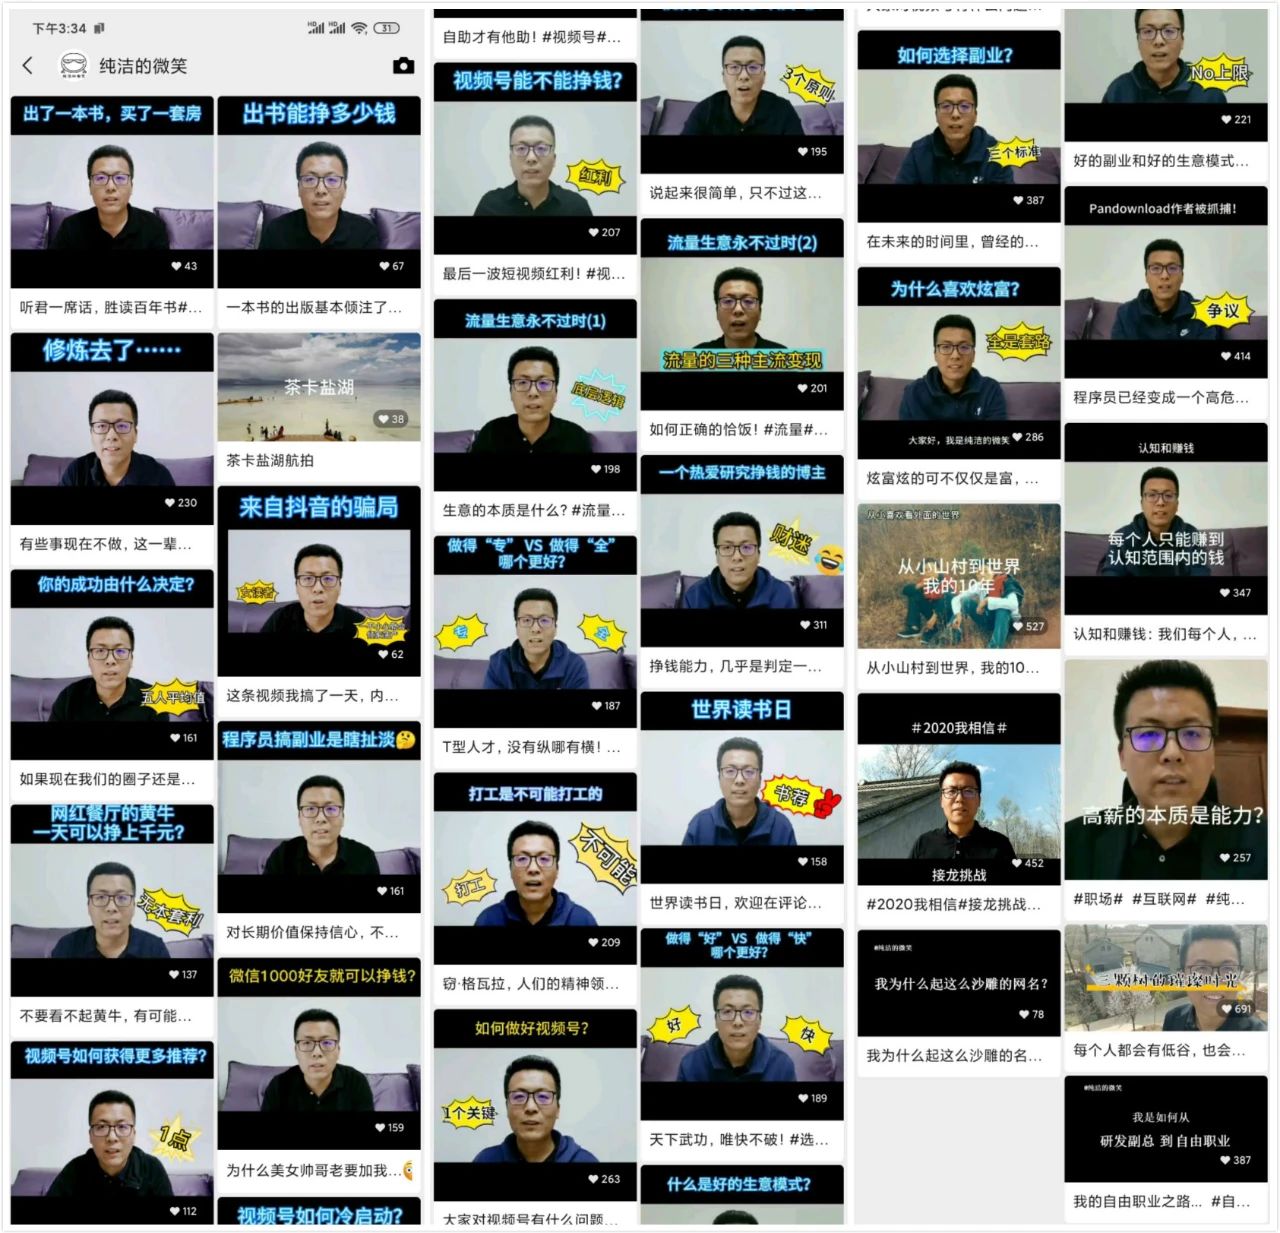 下午3:34
31
纯洁的微笑
出了一本书，买了一套房
43
听君一席话，胜读百年书#...
修炼去了……
230
有些事现在不做，这一辈...
你的成功由什么决定？
五人平均值
161
如果现在我们的圈子还是...
网红餐厅的黄牛
一天可以挣上千元？
无本套利
137
不要看不起黄牛，有可能...
视频号如何获得更多推荐？
1点
112
出书能挣多少钱
67
一本书的出版基本倾注了...
茶卡盐湖
38
茶卡盐湖航拍
来自抖音的骗局
女读者
62
这条视频我搞了一天，内...
程序员搞副业是瞎扯淡🤔
161
对长期价值保持信心，不...
微信1000好友就可以挣钱？
159
为什么美女帅哥老要加我...
视频号如何冷启动？
自助才有他助！#视频号#...
视频号能不能挣钱？
红利
207
最后一波短视频红利！#视...
流量生意永不过时(1)
底层逻辑
198
生意的本质是什么？#流量...
做得“专” VS 做得“全”
哪个更好？
专
全
187
T型人才，没有纵哪有横！...
打工是不可能打工的
不可能
打工
209
窃·格瓦拉，人们的精神领...
如何做好视频号？
1个关键
263
大家对视频号有什么问题...
3个原则
195
说起来很简单，只不过这...
流量生意永不过时(2)
流量的三种主流变现
201
如何正确的恰饭！#流量#...
一个热爱研究挣钱的博主
财迷
311
挣钱能力，几乎是判定一...
世界读书日
书荐
158
世界读书日，欢迎在评论...
做得“好” VS 做得“快”
哪个更好？
好
快
189
天下武功，唯快不破！#选...
什么是好的生意模式？
如何选择副业？
三个标准
387
在未来的时间里，曾经的...
为什么喜欢炫富？
全是套路
大家好，我是纯洁的微笑
286
炫富炫的可不仅仅是富，...
从小喜欢看外面的世界
从小山村到世界
我的10年
527
从小山村到世界，我的10...
#2020我相信#
452
接龙挑战
#2020我相信#接龙挑战...
#纯洁的微笑
我为什么起这么沙雕的网名？
78
我为什么起这么沙雕的名...
No上限
221
好的副业和好的生意模式...
Pandownload作者被抓捕！
争议
414
程序员已经变成一个高危...
认知和赚钱
每个人只能赚到
认知范围内的钱
347
认知和赚钱：我们每个人，...
高薪的本质是能力？
257
#职场# #互联网# #纯...
三颗树的璀璨时光
691
每个人都会有低谷，也会...
#纯洁的微笑
我是如何从
研发副总 到 自由职业
387
我的自由职业之路... #自...